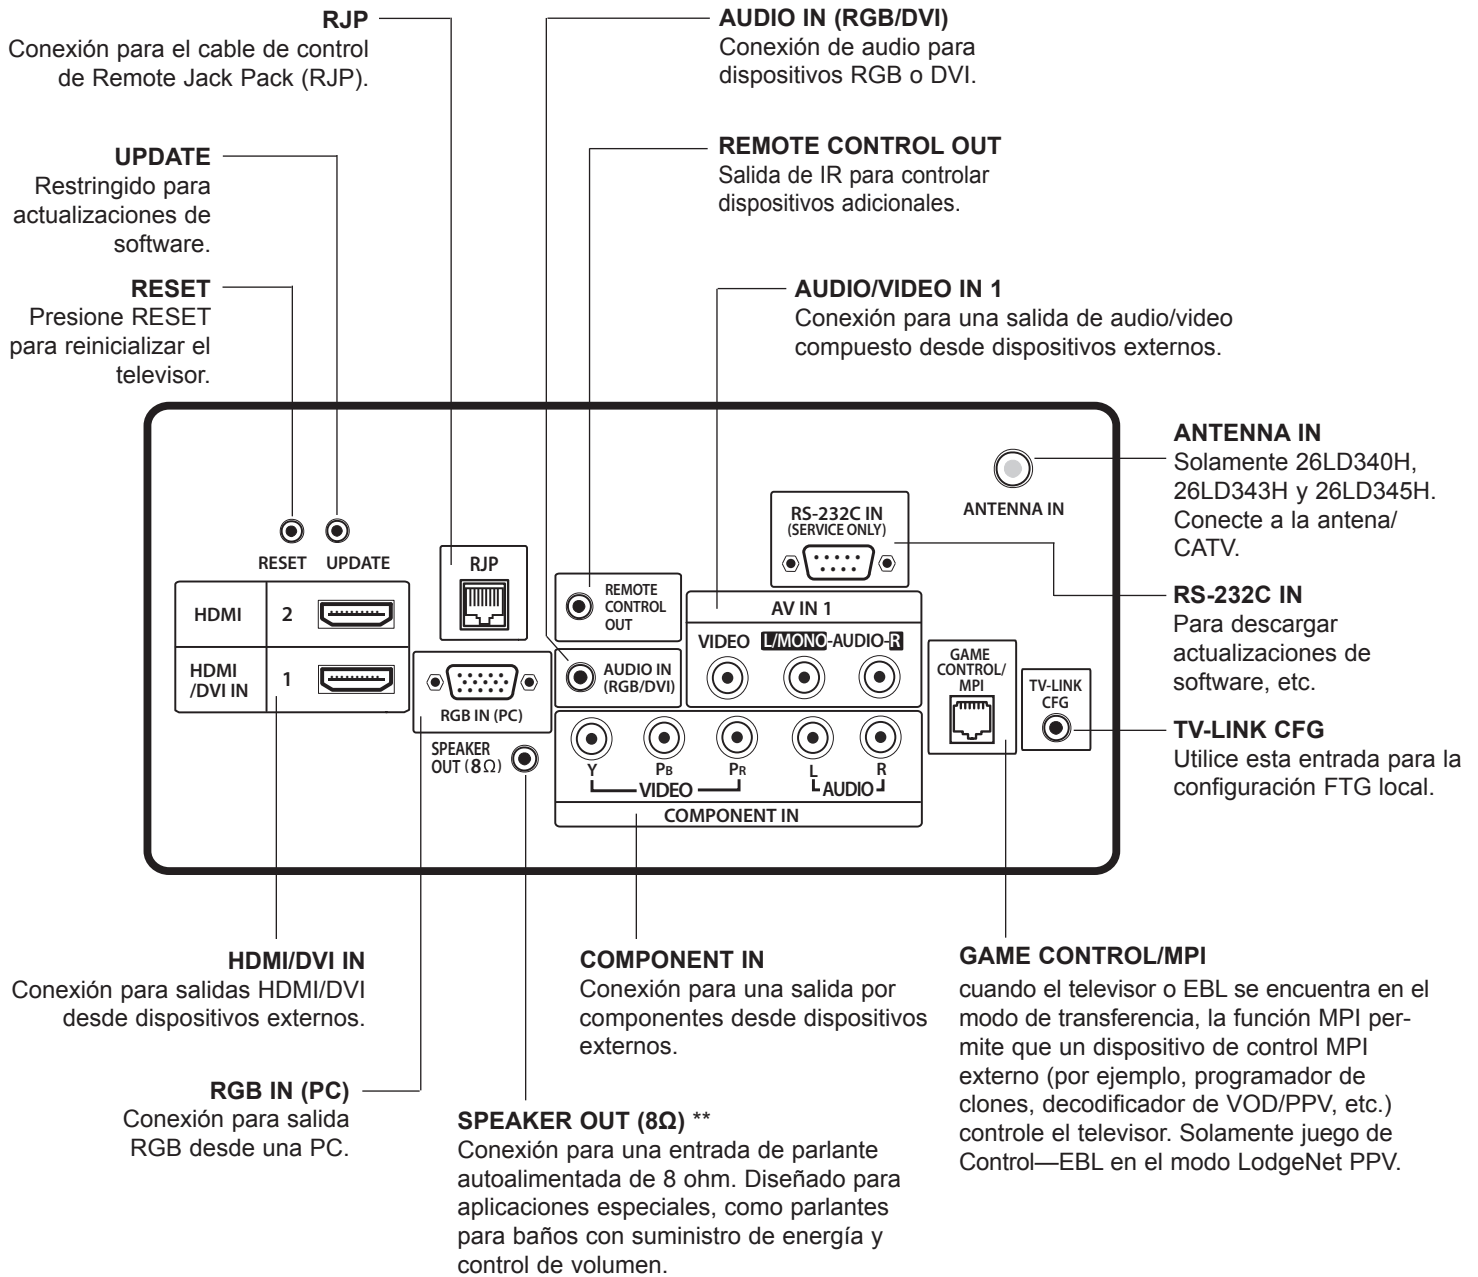 RJP
Conexión para el cable de control
de Remote Jack Pack (RJP).
AUDIO IN (RGB/DVI)
Conexión de audio para
dispositivos RGB o DVI.
UPDATE
Restringido para
actualizaciones de
software.
REMOTE CONTROL OUT
Salida de IR para controlar
dispositivos adicionales.
RESET
Presione RESET
para reinicializar el
televisor.
AUDIO/VIDEO IN 1
Conexión para una salida de audio/video
compuesto desde dispositivos externos.
ANTENNA IN
Solamente 26LD340H,
26LD343H y 26LD345H.
Conecte a la antena/
CATV.
RS-232C IN
Para descargar
actualizaciones de
software, etc.
TV-LINK CFG
Utilice esta entrada para la
configuración FTG local.
ANTENNA IN
RS-232C IN
(SERVICE ONLY)
RESET
UPDATE
RJP
HDMI
2
HDMI
/DVI IN
1
REMOTE
CONTROL
OUT
AV IN 1
VIDEO
L/MONO-AUDIO-R
AUDIO IN
(RGB/DVI)
RGB IN (PC)
GAME
CONTROL/
MPI
TV-LINK
CFG
SPEAKER
OUT (8Ω)
Y
PB
PR
L
R
VIDEO
AUDIO
COMPONENT IN
HDMI/DVI IN
Conexión para salidas HDMI/DVI
desde dispositivos externos.
RGB IN (PC)
Conexión para salida
RGB desde una PC.
COMPONENT IN
Conexión para una salida por
componentes desde dispositivos
externos.
SPEAKER OUT (8Ω) **
Conexión para una entrada de parlante
autoalimentada de 8 ohm. Diseñado para
aplicaciones especiales, como parlantes
para baños con suministro de energía y
control de volumen.
GAME CONTROL/MPI
cuando el televisor o EBL se encuentra en el
modo de transferencia, la función MPI per-
mite que un dispositivo de control MPI
externo (por ejemplo, programador de
clones, decodificador de VOD/PPV, etc.)
controle el televisor. Solamente juego de
Control—EBL en el modo LodgeNet PPV.